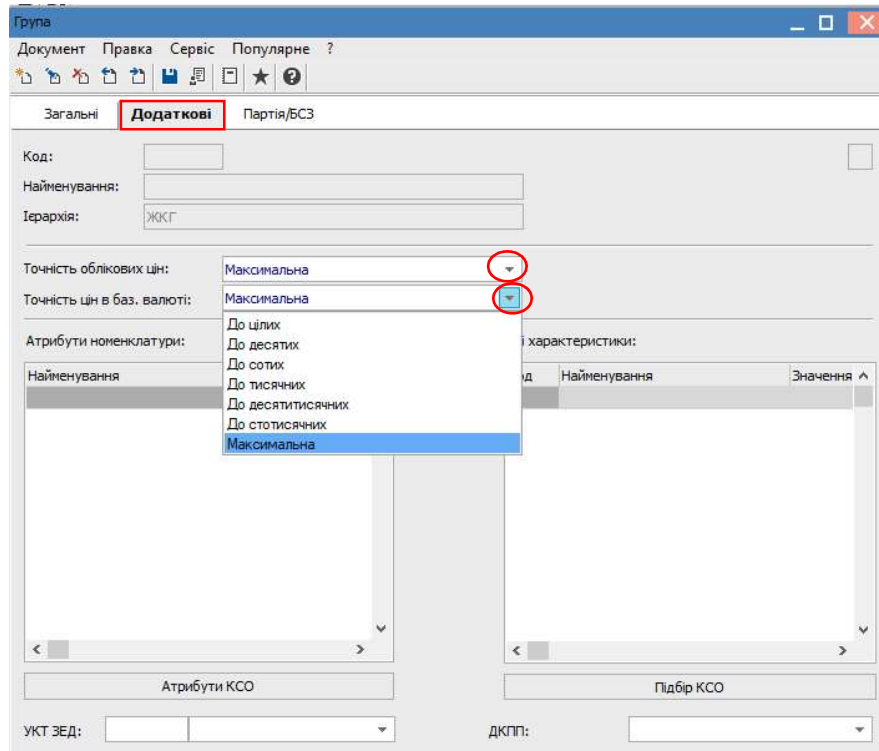 Група
Документ Правка Сервіс Популярне ?
Загальні Додаткові Партія/БСЗ
Код:
Найменування:
Ієрархія: ЖКГ
Точність облікових цін: Максимальна
Точність цін в баз. валюті: Максимальна
До цілих
До десятих
До сотих
До тисячних
До десятитисячних
До стотисячних
Максимальна
Атрибути номенклатури: і характеристики:
Найменування д Найменування Значення
Атрибути КСО Підбір КСО
УКТ ЗЕД: ДКПП: